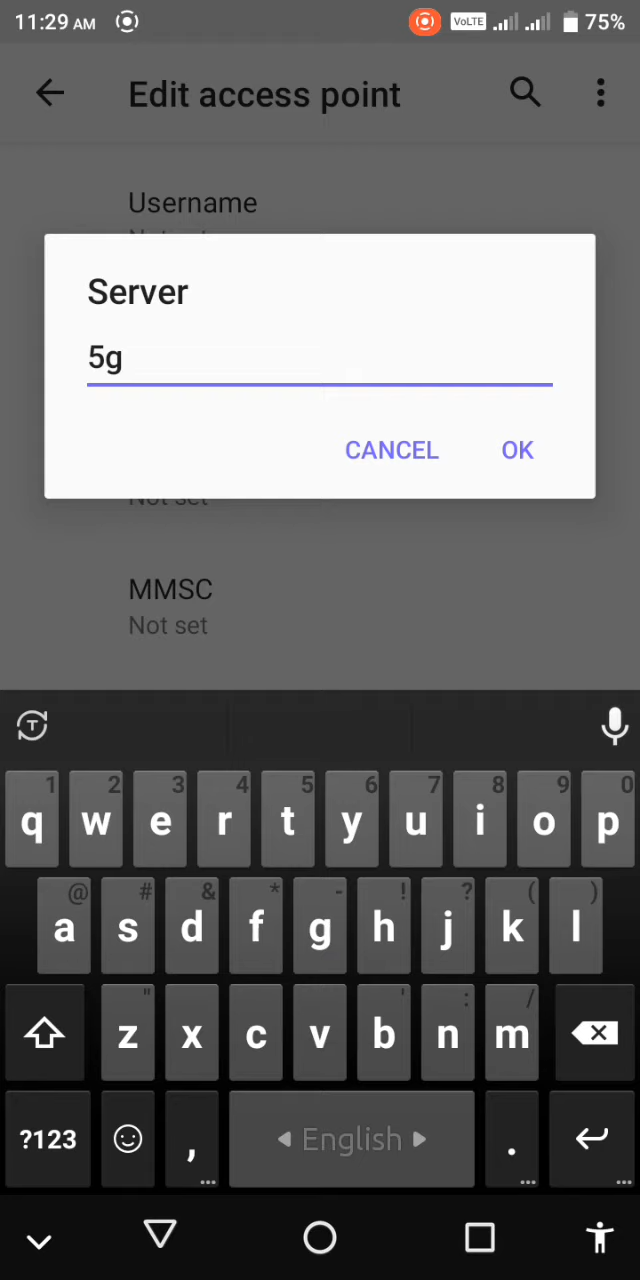 11:29 AM VoLTE 75%
Edit access point
Username
Server
5g
CANCEL OK
Not set
MMSC
Not set
1 2 3 4 5 6 7 8 9 0
q w e r t y u i o p
@ # & * - ! ? ( )
a s d f g h j k l
" ' : /
z x c v b n m
?123 , English .